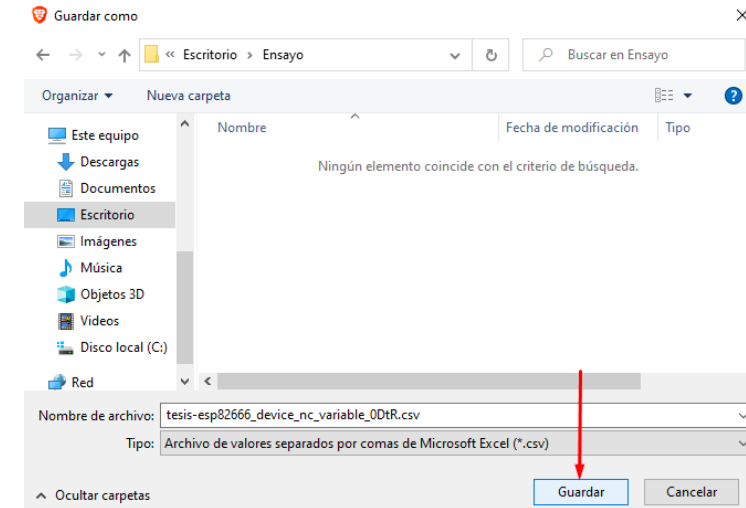 Guardar como
« Escritorio > Ensayo
Buscar en Ensayo
Organizar
Nueva carpeta
Este equipo
Descargas
Documentos
Escritorio
Imágenes
Música
Objetos 3D
Videos
Disco local (C:)
Red
Nombre
Fecha de modificación
Tipo
Ningún elemento coincide con el criterio de búsqueda.
Nombre de archivo: tesis-esp82666_device_nc_variable_0DtR.csv
Tipo: Archivo de valores separados por comas de Microsoft Excel (*.csv)
Ocultar carpetas
Guardar
Cancelar